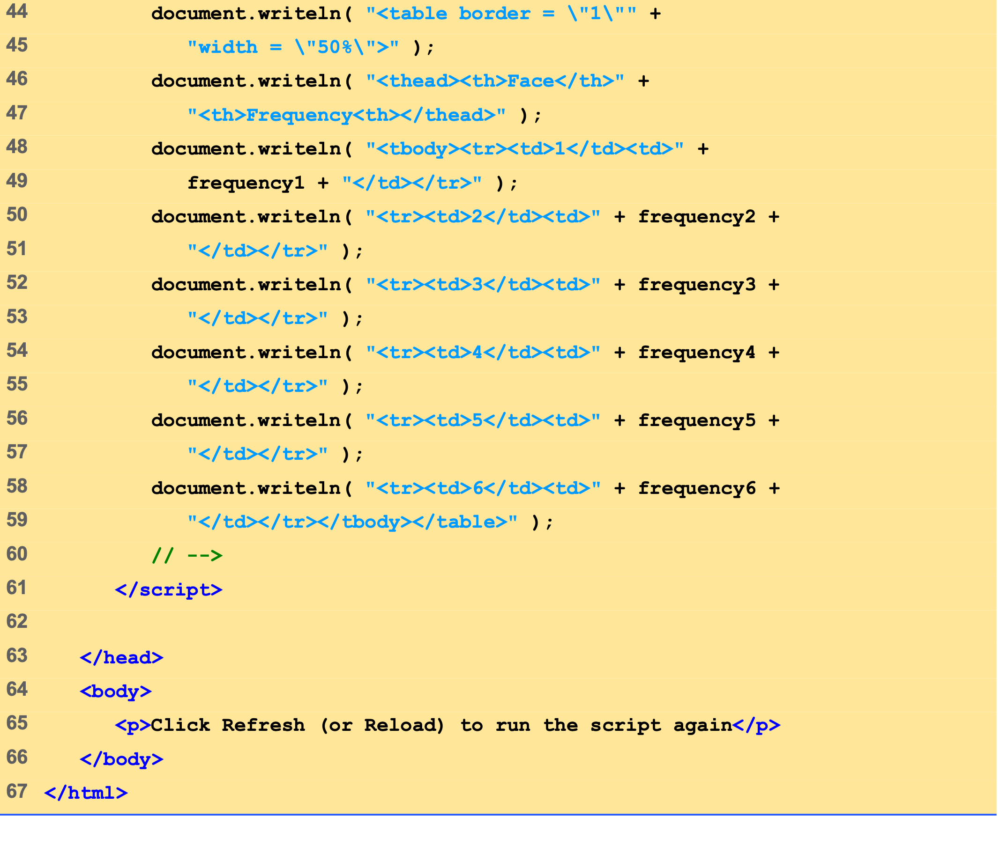 44 document.writeln( "<table border = \"1\"" +
45 "width = \"50%\">" );
46 document.writeln( "<thead><th>Face</th>" +
47 "<th>Frequency<th></thead>" );
48 document.writeln( "<tbody><tr><td>1</td><td>" +
49 frequency1 + "</td></tr>" );
50 document.writeln( "<tr><td>2</td><td>" + frequency2 +
51 "</td></tr>" );
52 document.writeln( "<tr><td>3</td><td>" + frequency3 +
53 "</td></tr>" );
54 document.writeln( "<tr><td>4</td><td>" + frequency4 +
55 "</td></tr>" );
56 document.writeln( "<tr><td>5</td><td>" + frequency5 +
57 "</td></tr>" );
58 document.writeln( "<tr><td>6</td><td>" + frequency6 +
59 "</td></tr></tbody></table>" );
60 // -->
61 </script>
62
63 </head>
64 <body>
65 <p>Click Refresh (or Reload) to run the script again</p>
66 </body>
67 </html>